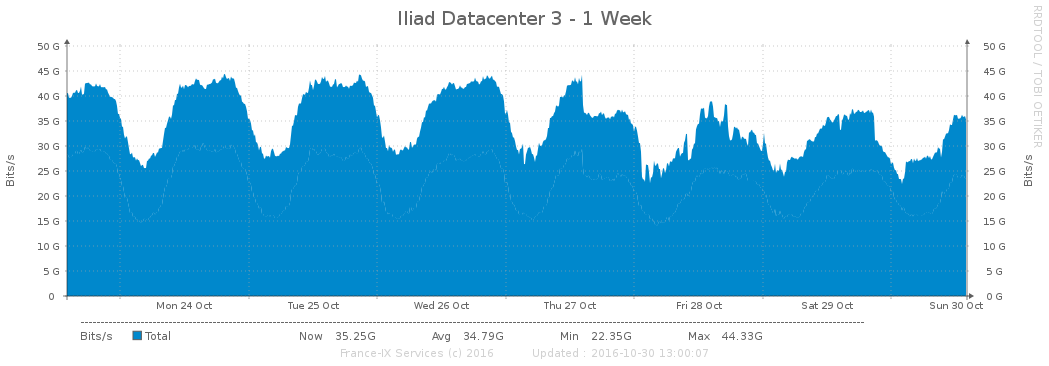 Iliad Datacenter 3 - 1 Week
RRDTOOL / TOBI OETIKER
Bits/s
50 G 50 G
45 G 45 G
40 G 40 G
35 G 35 G
30 G 30 G
25 G 25 G
20 G 20 G
15 G 15 G
10 G 10 G
5 G 5 G
0 0 G
Bits/s
Mon 24 Oct Tue 25 Oct Wed 26 Oct Thu 27 Oct Fri 28 Oct Sat 29 Oct Sun 30 Oct
Bits/s Total Now 35.25G Avg 34.79G Min 22.35G Max 44.33G
France-IX Services (c) 2016 Updated : 2016-10-30 13:00:07